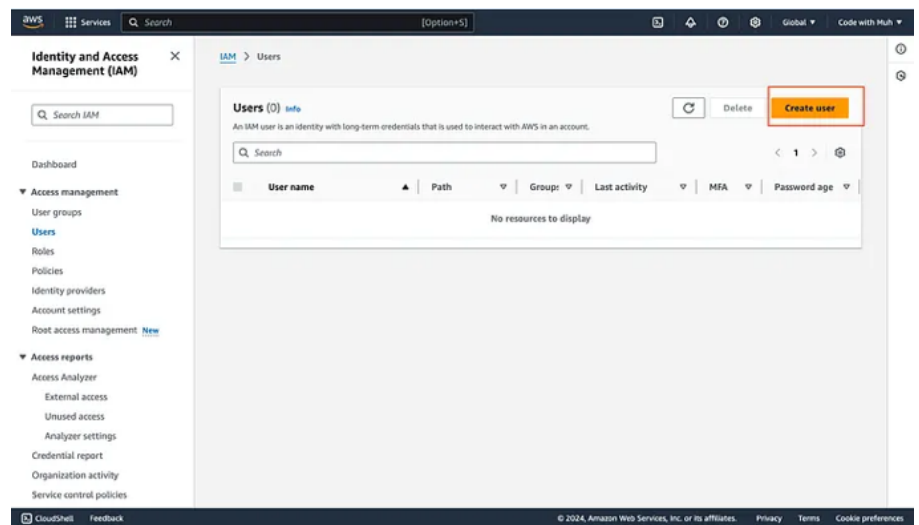 aws Services Search [Option+S] Global Code with Muh
Identity and Access
Management (IAM)
Search IAM
Dashboard
Access management
User groups
Users
Roles
Policies
Identity providers
Account settings
Root access management New
Access reports
Access Analyzer
External access
Unused access
Analyzer settings
Credential report
Organization activity
Service control policies
IAM > Users
Users (0) Info
Delete
Create user
An IAM user is an identity with long-term credentials that is used to interact with AWS in an account.
Search
1
User name Path Group: Last activity MFA Password age
No resources to display
CloudShell Feedback © 2024, Amazon Web Services, Inc. or its affiliates. Privacy Terms Cookie preferences